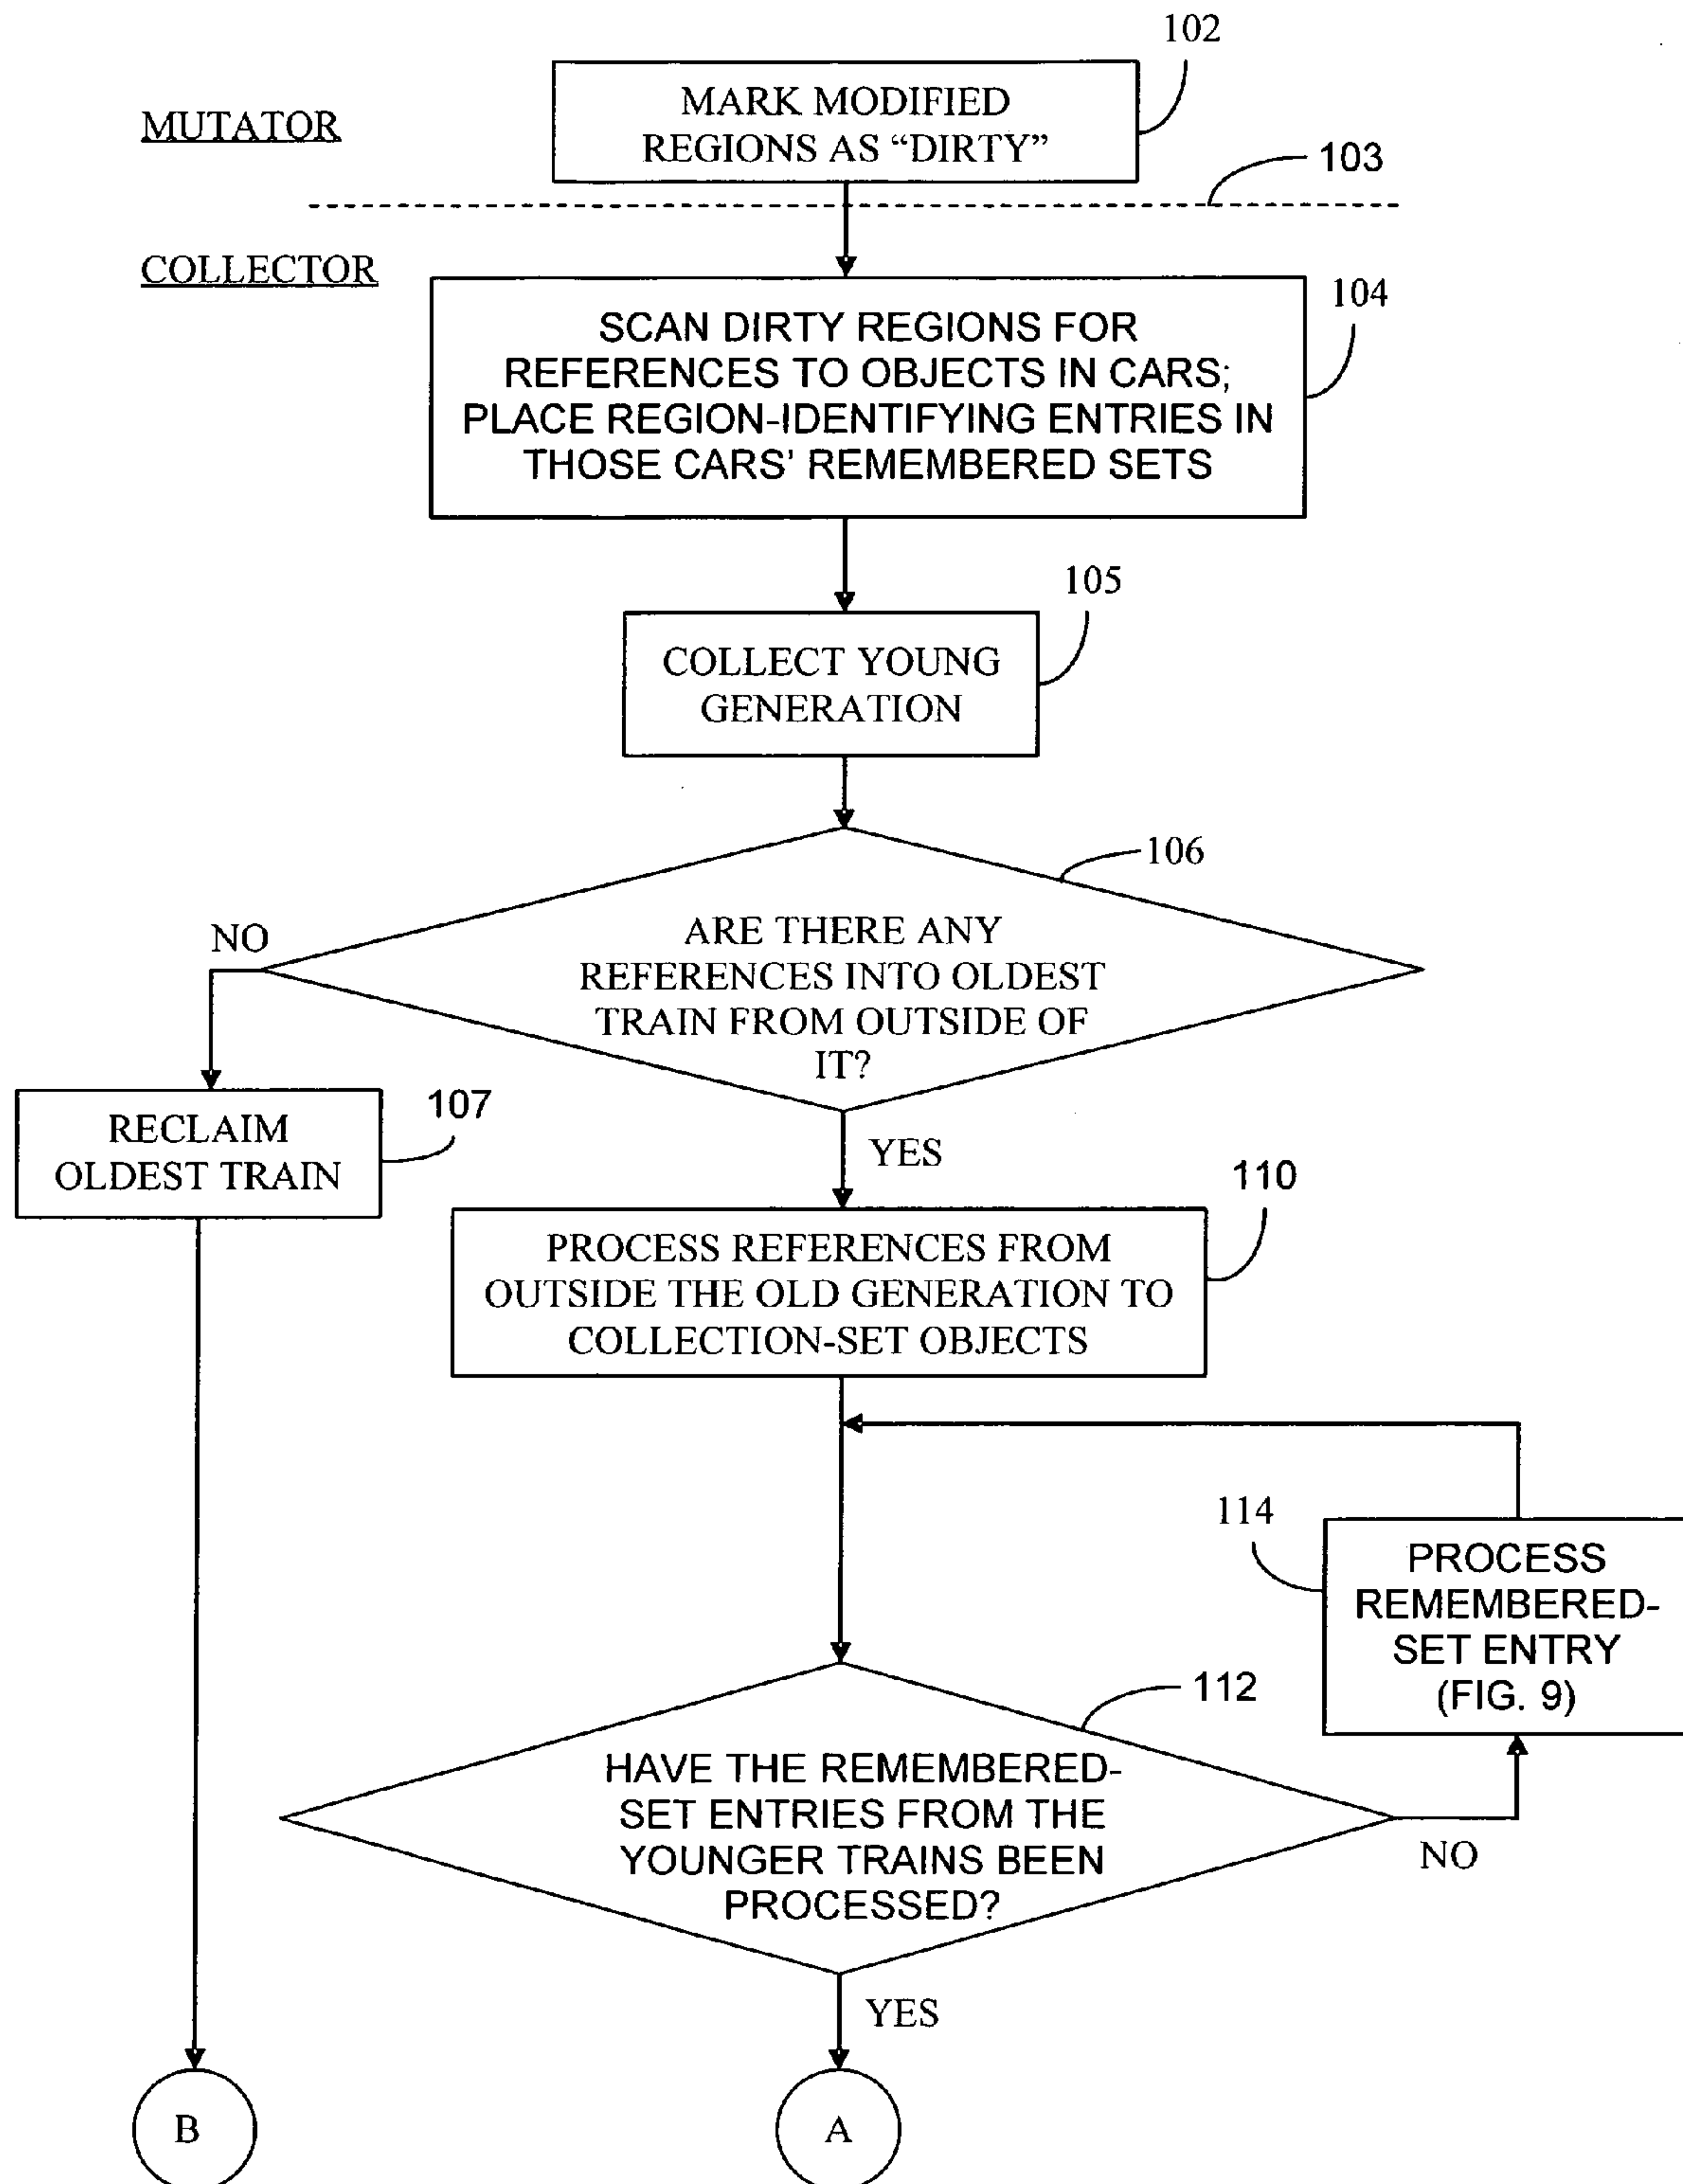 102
MUTATOR
MARK MODIFIED
REGIONS AS “DIRTY”
103
COLLECTOR
104
SCAN DIRTY REGIONS FOR
REFERENCES TO OBJECTS IN CARS;
PLACE REGION-IDENTIFYING ENTRIES IN
THOSE CARS’ REMEMBERED SETS
105
COLLECT YOUNG
GENERATION
106
NO
ARE THERE ANY
REFERENCES INTO OLDEST
TRAIN FROM OUTSIDE OF
IT?
107
RECLAIM
OLDEST TRAIN
YES
110
PROCESS REFERENCES FROM
OUTSIDE THE OLD GENERATION TO
COLLECTION-SET OBJECTS
114
PROCESS
REMEMBERED-
SET ENTRY
(FIG. 9)
112
HAVE THE REMEMBERED-
SET ENTRIES FROM THE
YOUNGER TRAINS BEEN
PROCESSED?
NO
YES
B
A